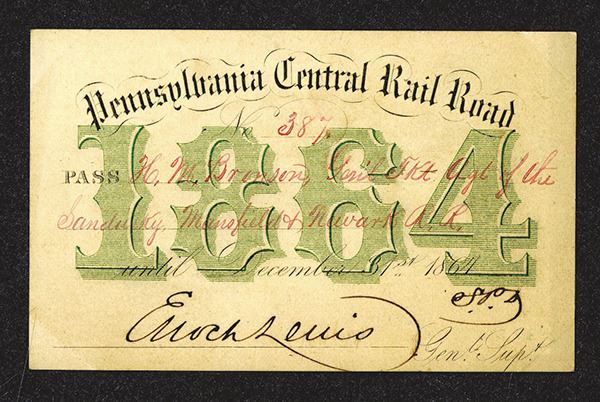 Pennsylvania Central Rail Road
No 387.
1864
PASS H. M. Bronson, Gen'l Tkt Agt of the
Sandusky, Mansfield & Newark R. R.
until December 31st 1864
Enoch Lewis
Genl. Supt.